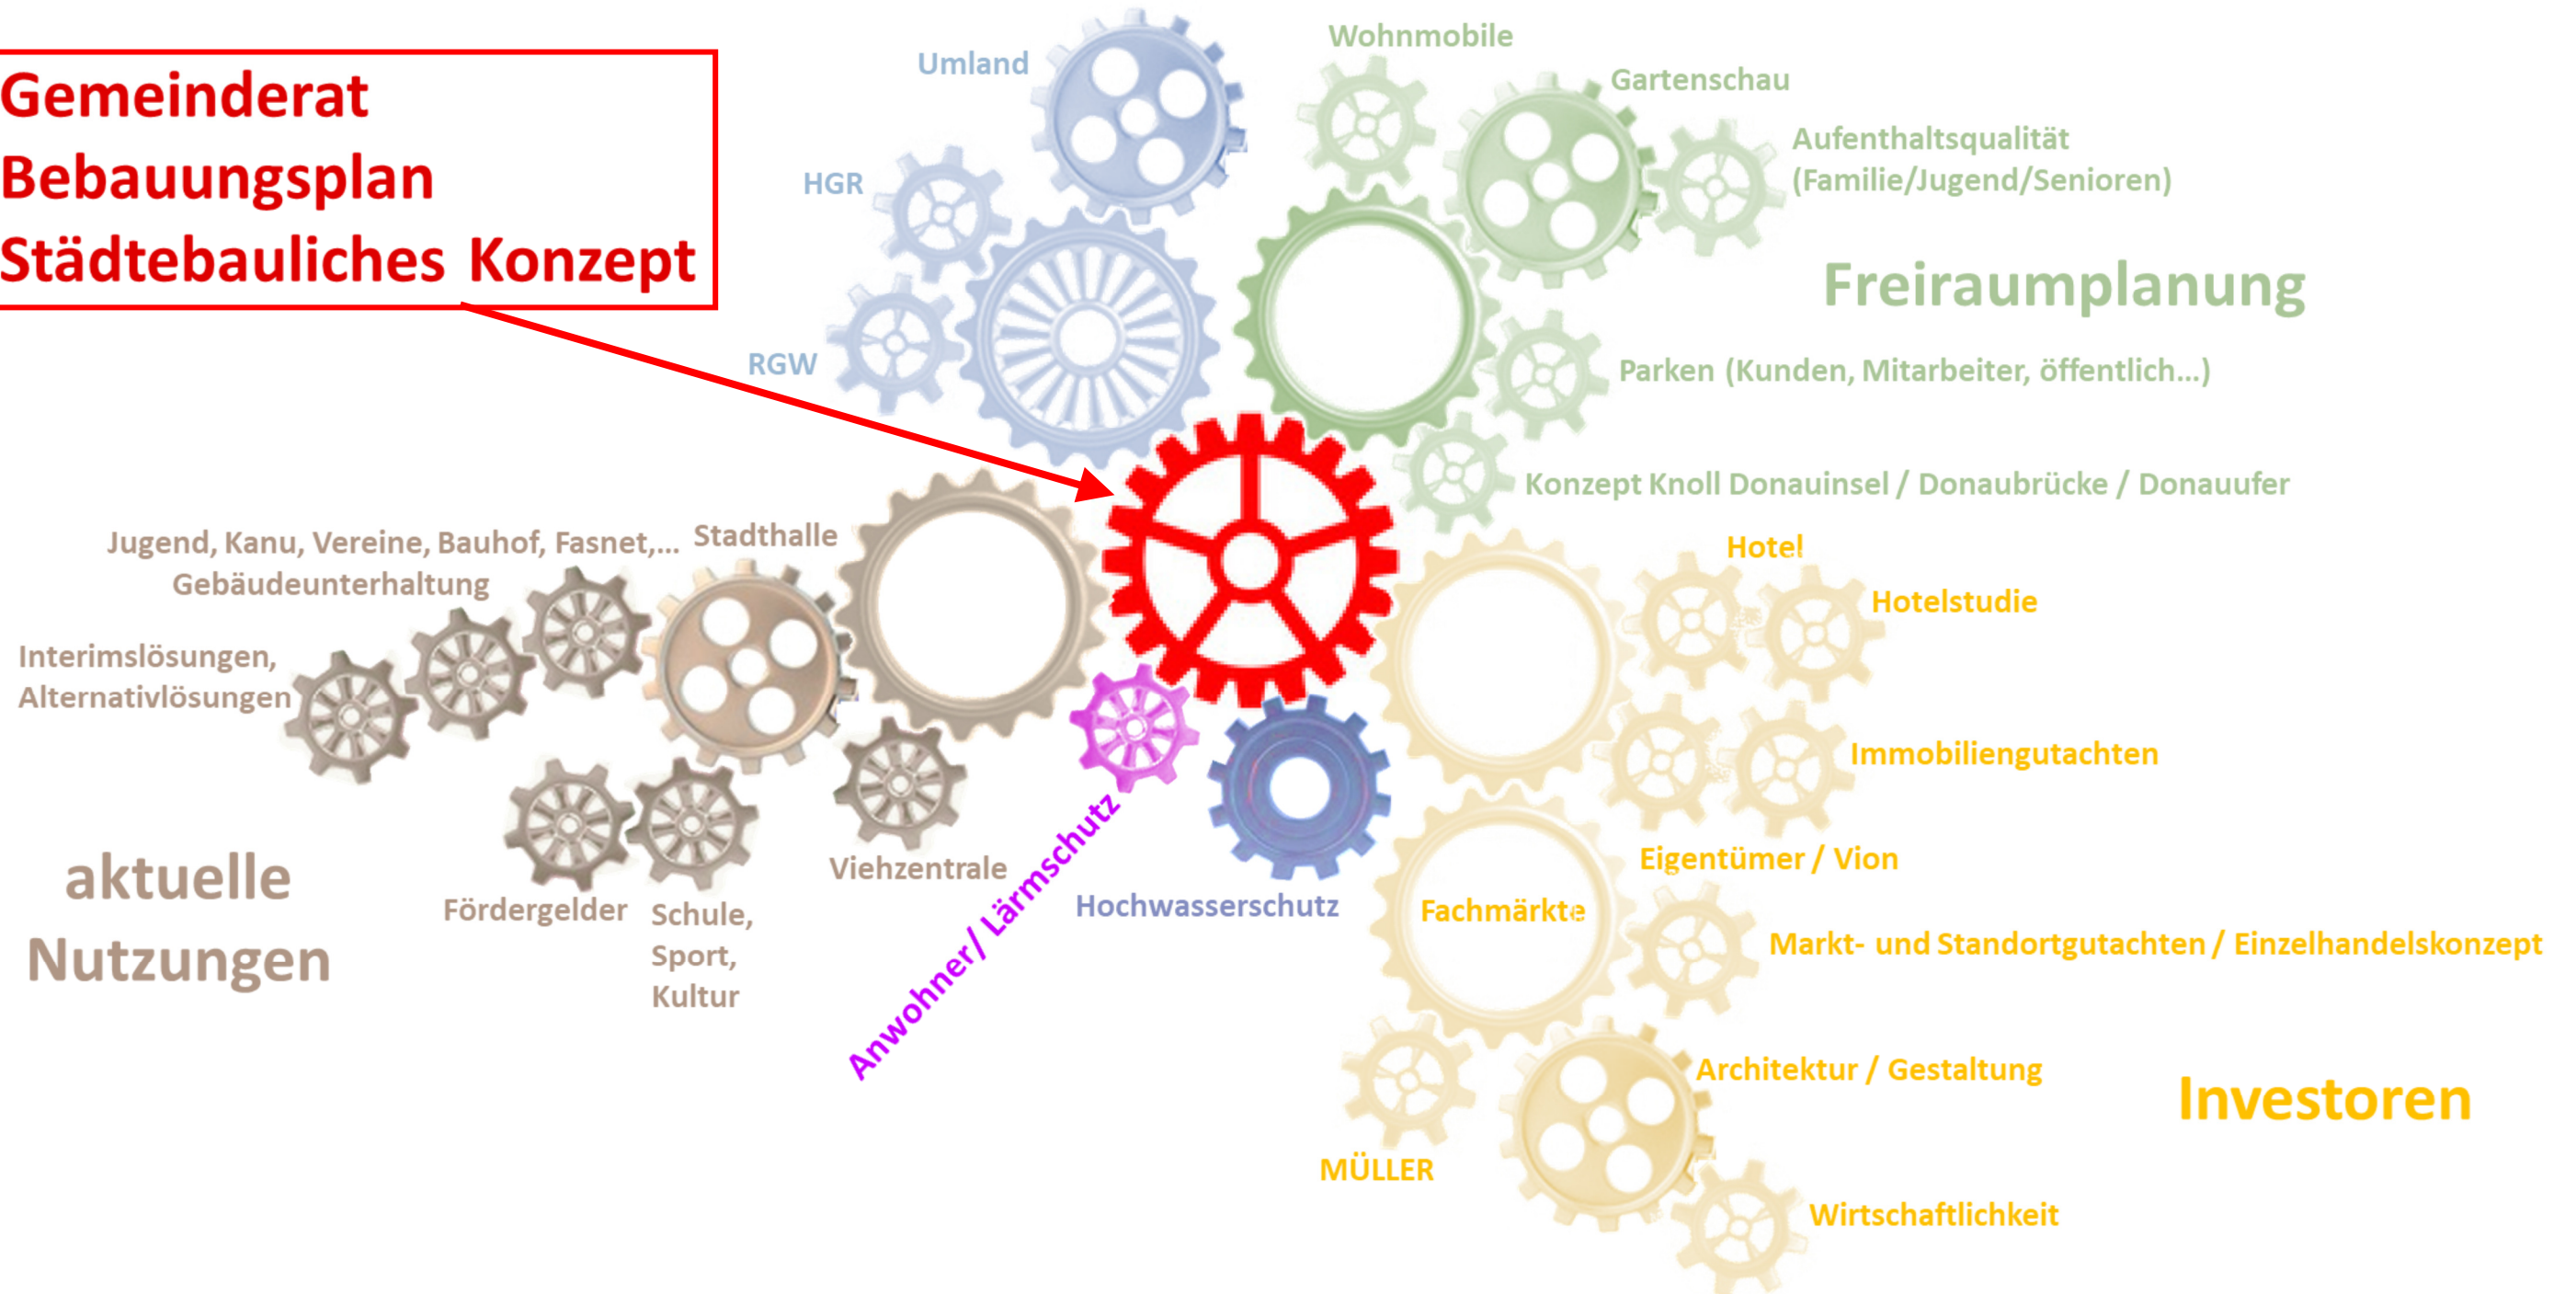 Gemeinderat
Bebauungsplan
Städtebauliches Konzept
Umland
HGR
RGW
Wohnmobile
Gartenschau
Aufenthaltsqualität
(Familie/Jugend/Senioren)
Freiraumplanung
Parken (Kunden, Mitarbeiter, öffentlich...)
Konzept Knoll Donauinsel / Donaubrücke / Donauufer
Jugend, Kanu, Vereine, Bauhof, Fasnet,...
Gebäudeunterhaltung
Stadthalle
Interimslösungen,
Alternativlösungen
aktuelle
Nutzungen
Fördergelder
Schule,
Sport,
Kultur
Viehzentrale
Anwohner/ Lärmschutz
Hochwasserschutz
Hotel
Hotelstudie
Immobiliengutachten
Eigentümer / Vion
Fachmärkte
Markt- und Standortgutachten / Einzelhandelskonzept
Architektur / Gestaltung
Investoren
MÜLLER
Wirtschaftlichkeit